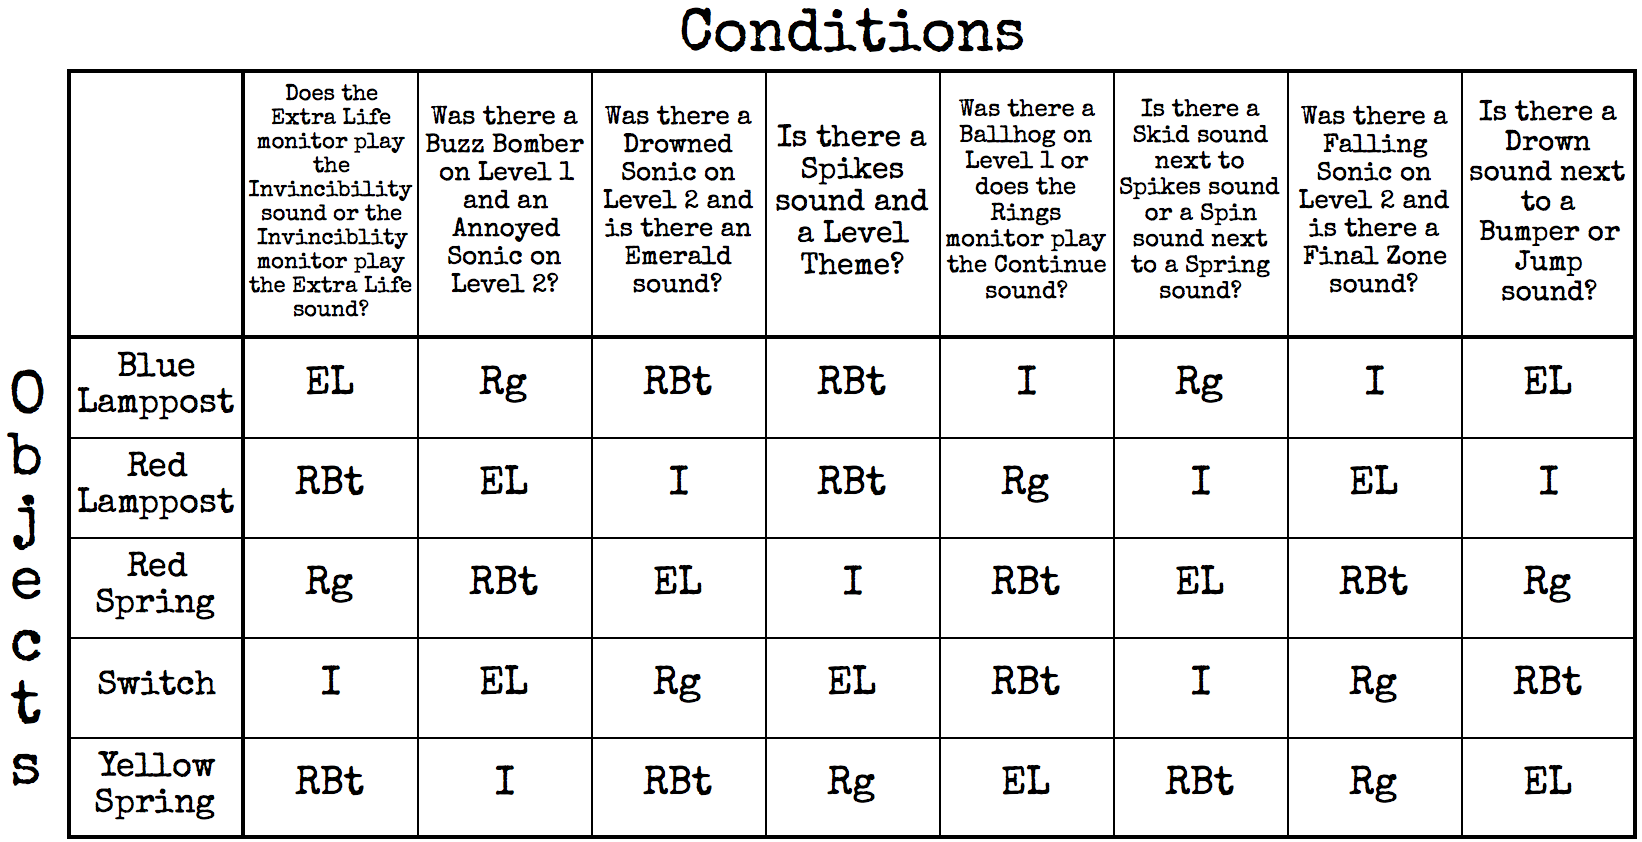 Conditions
Does the
Extra Life
monitor play
the
Invincibility
sound or the
Invinciblity
monitor play
the Extra Life
sound?
Was there a
Buzz Bomber
on Level 1
and an
Annoyed
Sonic on
Level 2?
Was there a
Drowned
Sonic on
Level 2 and
is there an
Emerald
sound?
Is there a
Spikes
sound and
a Level
Theme?
Was there a
Ballhog on
Level 1 or
does the
Rings
monitor play
the Continue
sound?
Is there a
Skid sound
next to
Spikes sound
or a Spin
sound next
to a Spring
sound?
Was there a
Falling
Sonic on
Level 2 and
is there a
Final Zone
sound?
Is there a
Drown
sound next
to a
Bumper or
Jump
sound?
Objects
Blue
Lamppost
EL Rg RBt RBt I Rg I EL
Red
Lamppost
RBt EL I RBt Rg I EL I
Red
Spring
Rg RBt EL I RBt EL RBt Rg
Switch I EL Rg EL RBt I Rg RBt
Yellow
Spring
RBt I RBt Rg EL RBt Rg EL